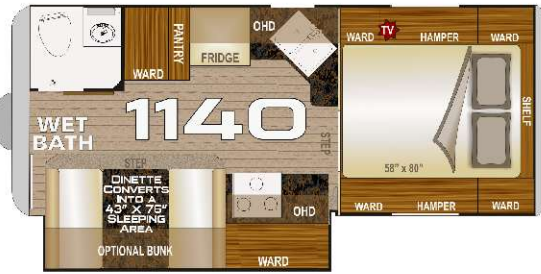 PANTRY
WARD
OHD
FRIDGE
WARD
TV
HAMPER
WARD
SHELF
1140
WET
BATH
STEP
58" x 80"
STEP
DINETTE
CONVERTS
INTO A
43" X 75"
SLEEPING
AREA
OPTIONAL BUNK
OHD
WARD
WARD
HAMPER
WARD